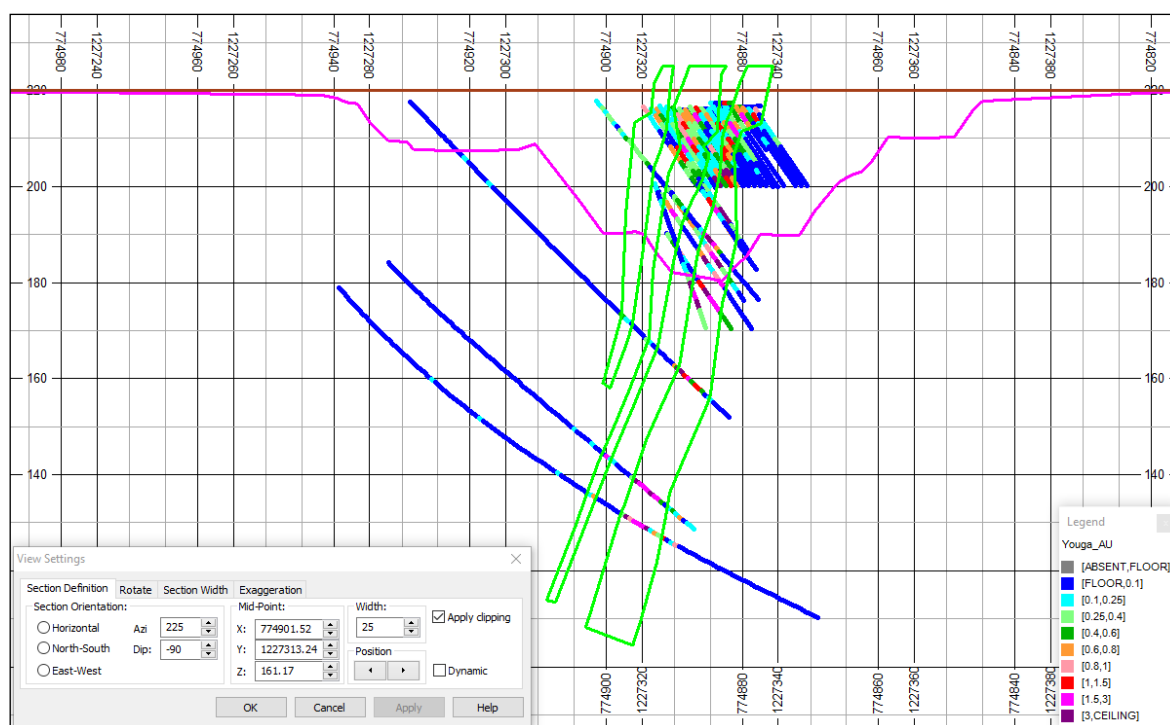 774980
1227240
774960
1227260
774940
1227280
774920
1227300
774900
1227320
774880
1227340
774860
1227360
774840
1227380
774820
220
220
200
200
180
180
160
160
140
140
774900
1227320
774880
1227340
774860
1227360
774840
1227380
774820
View Settings
Section Definition
Rotate
Section Width
Exaggeration
Section Orientation:
Horizontal
North-South
East-West
Azi
225
Dip:
-90
Mid-Point:
X:
774901.52
Y:
1227313.24
Z:
161.17
Width:
25
Position
Apply clipping
Dynamic
OK
Cancel
Apply
Help
Legend
Youga_AU
[ABSENT,FLOOR]
[FLOOR,0.1]
[0.1,0.25]
[0.25,0.4]
[0.4,0.6]
[0.6,0.8]
[0.8,1]
[1,1.5]
[1.5,3]
[3,CEILING]